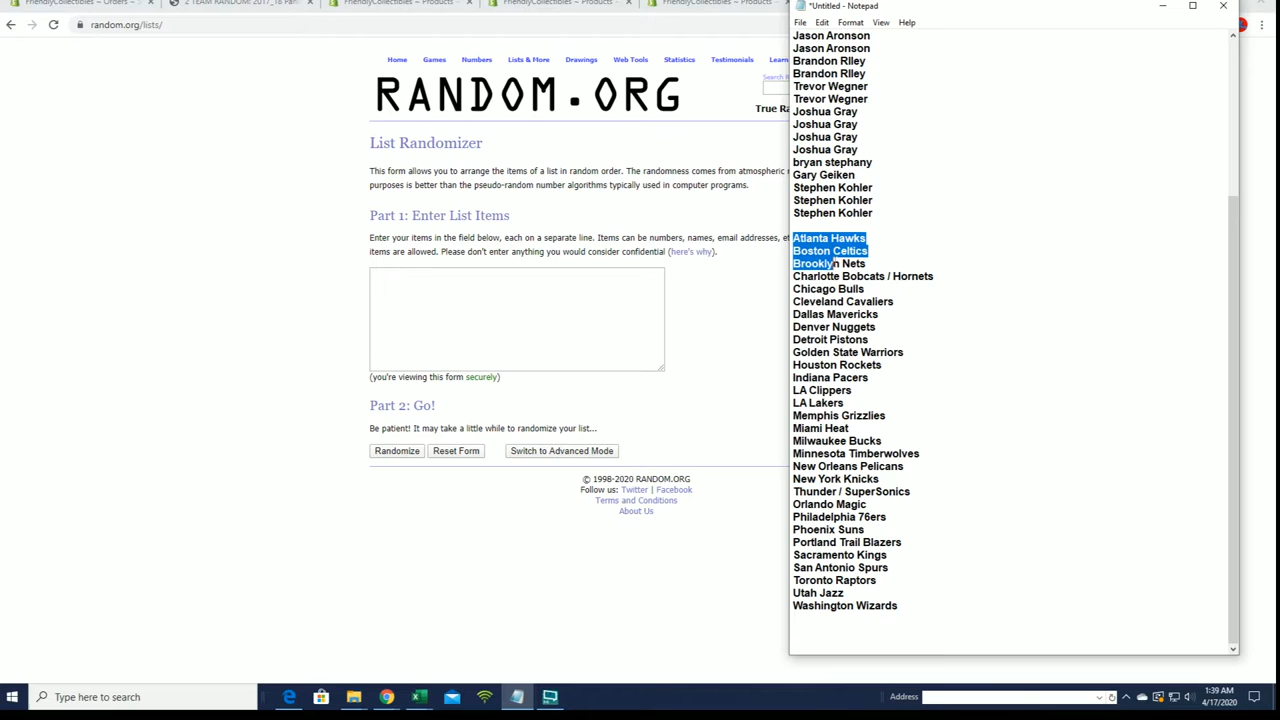 FriendlyCollectibles ~ Orders ~ S
2 TEAM RANDOM: 2017_18 Pani
FriendlyCollectibles ~ Products ~
FriendlyCollectibles ~ Products ~
FriendlyCollectibles ~ Products ~
*Untitled - Notepad
random.org/lists/
File Edit Format View Help
Home Games Numbers Lists & More Drawings Web Tools Statistics Testimonials Learn
RANDOM.ORG
Search
True Ra
List Randomizer
This form allows you to arrange the items of a list in random order. The randomness comes from atmospheric
purposes is better than the pseudo-random number algorithms typically used in computer programs.
Part 1: Enter List Items
Enter your items in the field below, each on a separate line. Items can be numbers, names, email addresses, et
items are allowed. Please don't enter anything you would consider confidential (here's why).
(you're viewing this form securely)
Part 2: Go!
Be patient! It may take a little while to randomize your list...
Randomize Reset Form Switch to Advanced Mode
© 1998-2020 RANDOM.ORG
Follow us: Twitter | Facebook
Terms and Conditions
About Us
Jason Aronson
Jason Aronson
Brandon RIley
Brandon RIley
Trevor Wegner
Trevor Wegner
Joshua Gray
Joshua Gray
Joshua Gray
Joshua Gray
bryan stephany
Gary Geiken
Stephen Kohler
Stephen Kohler
Stephen Kohler
Atlanta Hawks
Boston Celtics
Brooklyn Nets
Charlotte Bobcats / Hornets
Chicago Bulls
Cleveland Cavaliers
Dallas Mavericks
Denver Nuggets
Detroit Pistons
Golden State Warriors
Houston Rockets
Indiana Pacers
LA Clippers
LA Lakers
Memphis Grizzlies
Miami Heat
Milwaukee Bucks
Minnesota Timberwolves
New Orleans Pelicans
New York Knicks
Thunder / SuperSonics
Orlando Magic
Philadelphia 76ers
Phoenix Suns
Portland Trail Blazers
Sacramento Kings
San Antonio Spurs
Toronto Raptors
Utah Jazz
Washington Wizards
Type here to search
Address
1:39 AM
4/17/2020